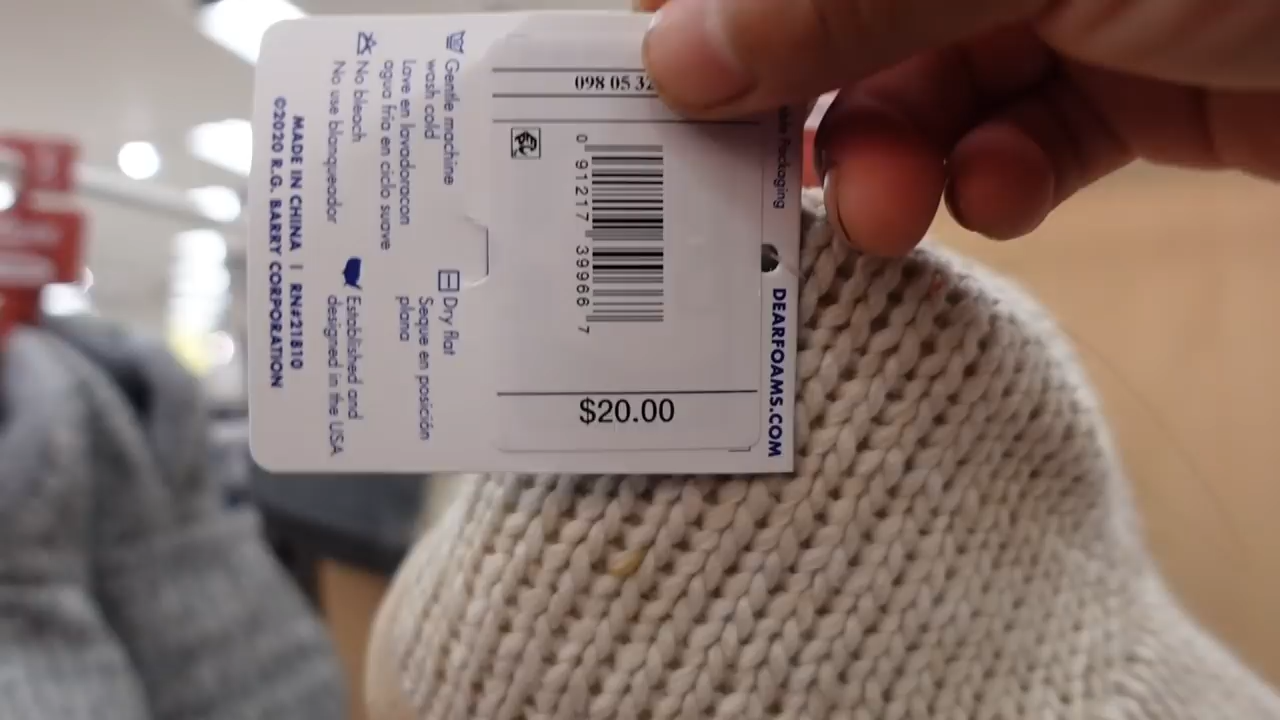 098 05 32
0 91217 39966 7
$20.00
DEARFOAMS.COM
Packaging
Gentle machine
wash cold
Lave en lavadoracon
agua fria en ciclo suave
No bleach
No use blanqueador
Dry flat
Seque en posición
plana
Established and
designed in the USA
MADE IN CHINA | RN#21810
©2020 R.G. BARRY CORPORATION